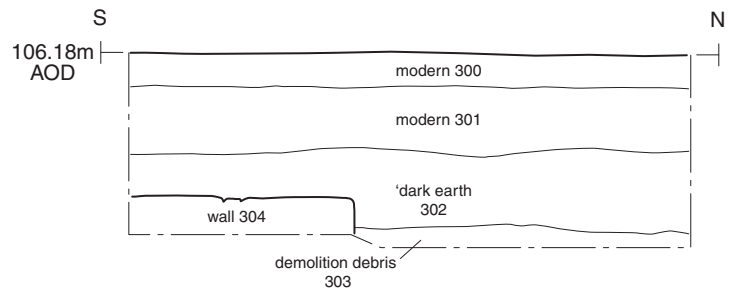 S
N
106.18m
AOD
modern 300
modern 301
‘dark earth
302
wall 304
demolition debris
303